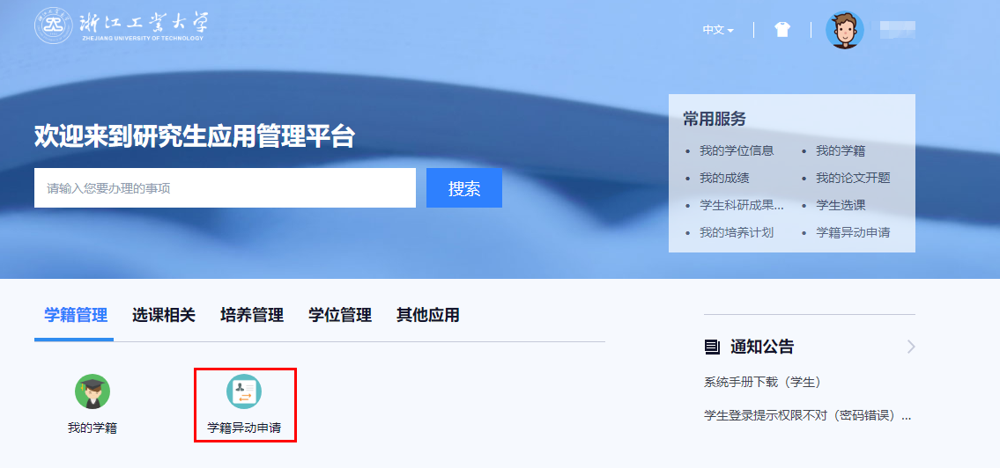 浙江工业大学
ZHEJIANG UNIVERSITY OF TECHNOLOGY
中文
欢迎来到研究生应用管理平台
请输入您要办理的事项
搜索
常用服务
我的学位信息
我的学籍
我的成绩
我的论文开题
学生科研成果...
学生选课
我的培养计划
学籍异动申请
学籍管理 选课相关 培养管理 学位管理 其他应用
我的学籍
学籍异动申请
通知公告
系统手册下载（学生）
学生登录提示权限不对（密码错误）...